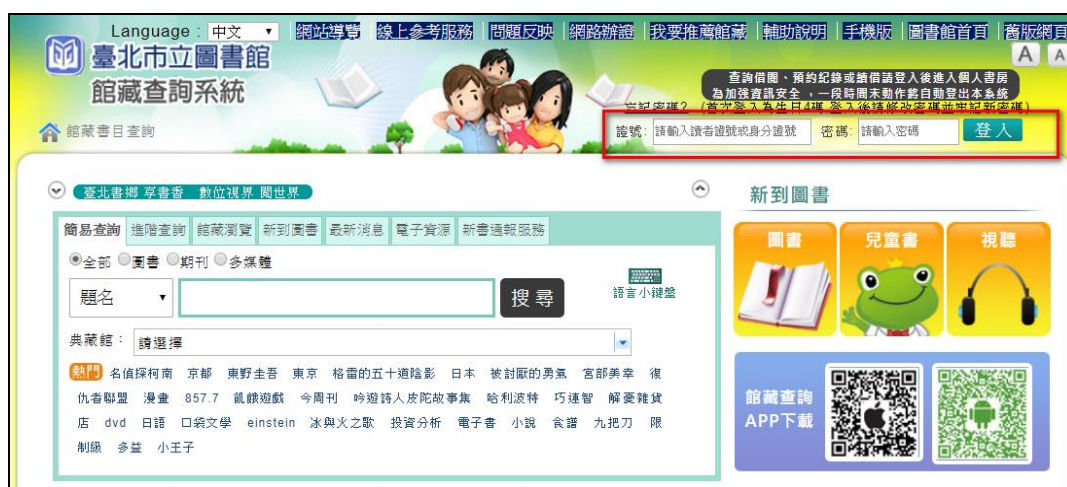 Language : 中文 網站導覽 線上參考服務 問題反映 網路辦證 我要推薦館藏 輔助說明 手機版 圖書館首頁 舊版網頁
臺北市立圖書館
A A
館藏查詢系統
查詢借閱、預約紀錄或續借請登入後進入個人書房
為加強資訊安全,一段時間未動作將自動登出本系統
忘記密碼? (首次登入為生日4碼,登入後請修改密碼並牢記新密碼)
館藏書目查詢
證號: 請輸入讀者證號或身分證號 密碼: 請輸入密碼 登入
臺北書鄉 享書香 數位視界 閱世界
新到圖書
簡易查詢 進階查詢 館藏瀏覽 新到圖書 最新消息 電子資源 新書通報服務
圖書 兒童書 視聽
全部 圖書 期刊 多媒體
題名 搜尋 語言小鍵盤
典藏館: 請選擇
熱門 名偵探柯南 京都 東野圭吾 東京 格雷的五十道陰影 日本 被討厭的勇氣 宮部美幸 復
仇者聯盟 漫畫 857.7 飢餓遊戲 今周刊 吟遊詩人皮陀故事集 哈利波特 巧連智 解憂雜貨
店 dvd 日語 口袋文學 einstein 冰與火之歌 投資分析 電子書 小說 食譜 九把刀 限
制級 多益 小王子
館藏查詢
APP下載